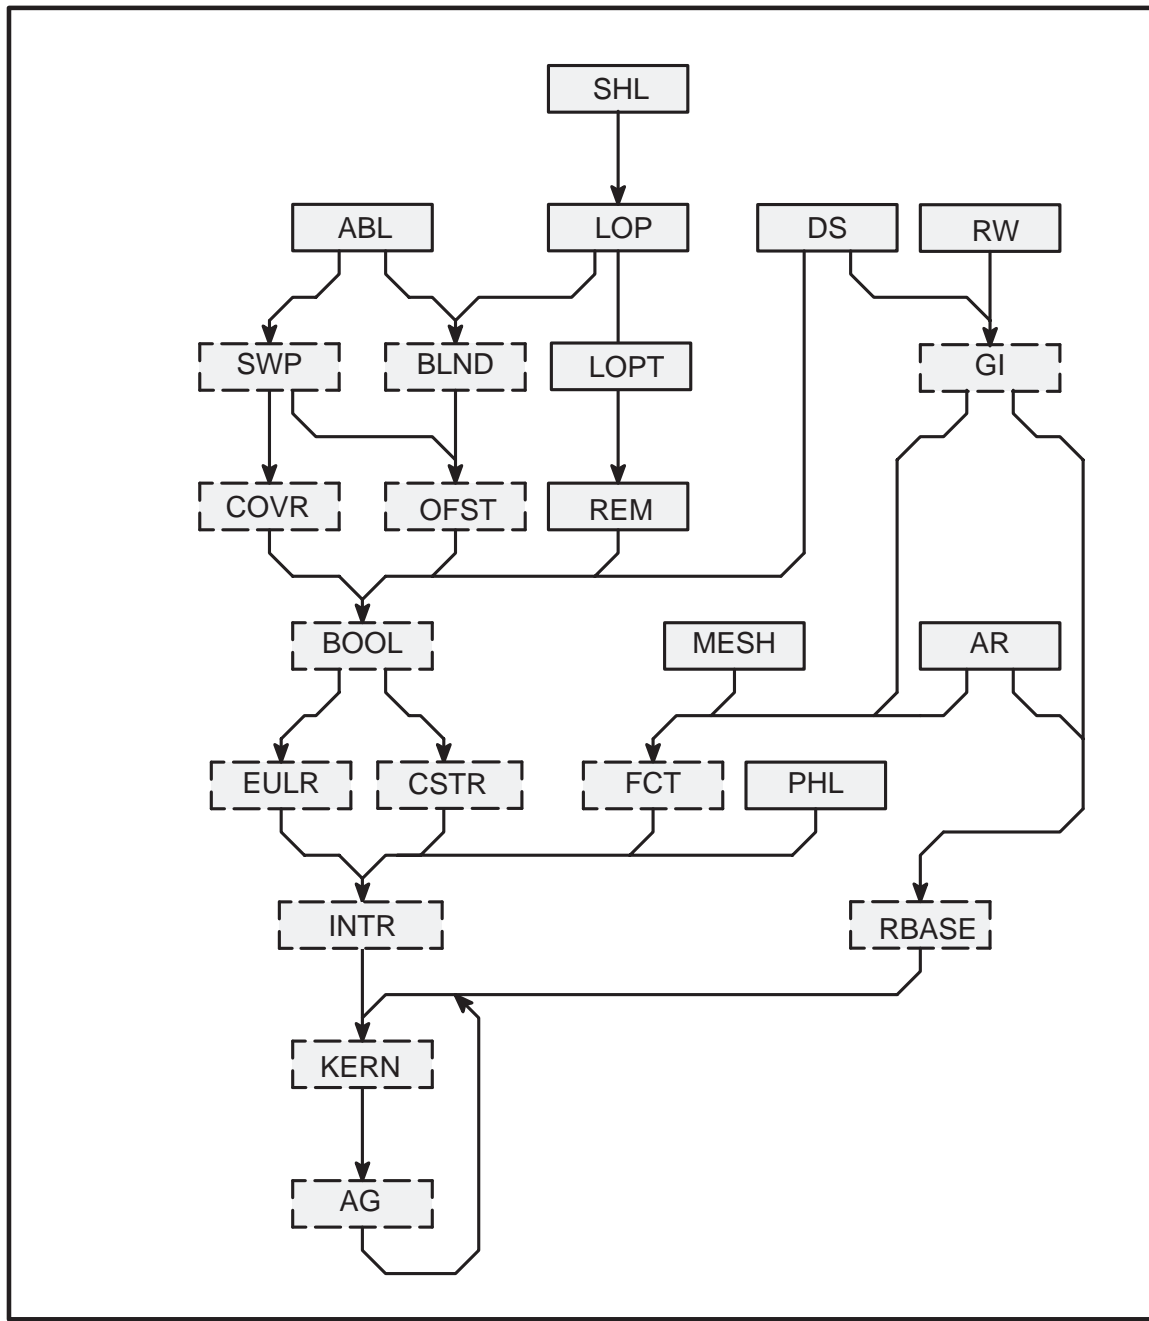 SHL
ABL
LOP
DS
RW
SWP
BLND
LOPT
GI
COVR
OFST
REM
BOOL
MESH
AR
EULR
CSTR
FCT
PHL
INTR
RBASE
KERN
AG